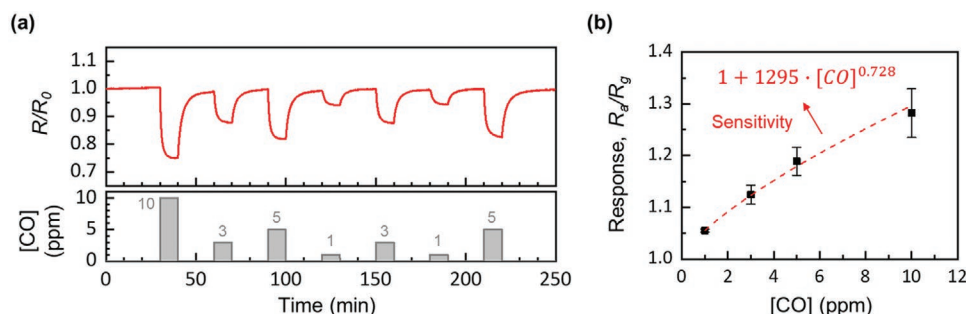 (a)
R/R0
1.1
1.0
0.9
0.8
0.7
[CO]
(ppm)
10
5
0
10
3
5
1
3
1
5
0 50 100 150 200 250
Time (min)
(b)
Response, Ra/Rg
1.4
1.3
1.2
1.1
1.0
1 + 1295 · [CO]^0.728
Sensitivity
0 2 4 6 8 10 12
[CO] (ppm)